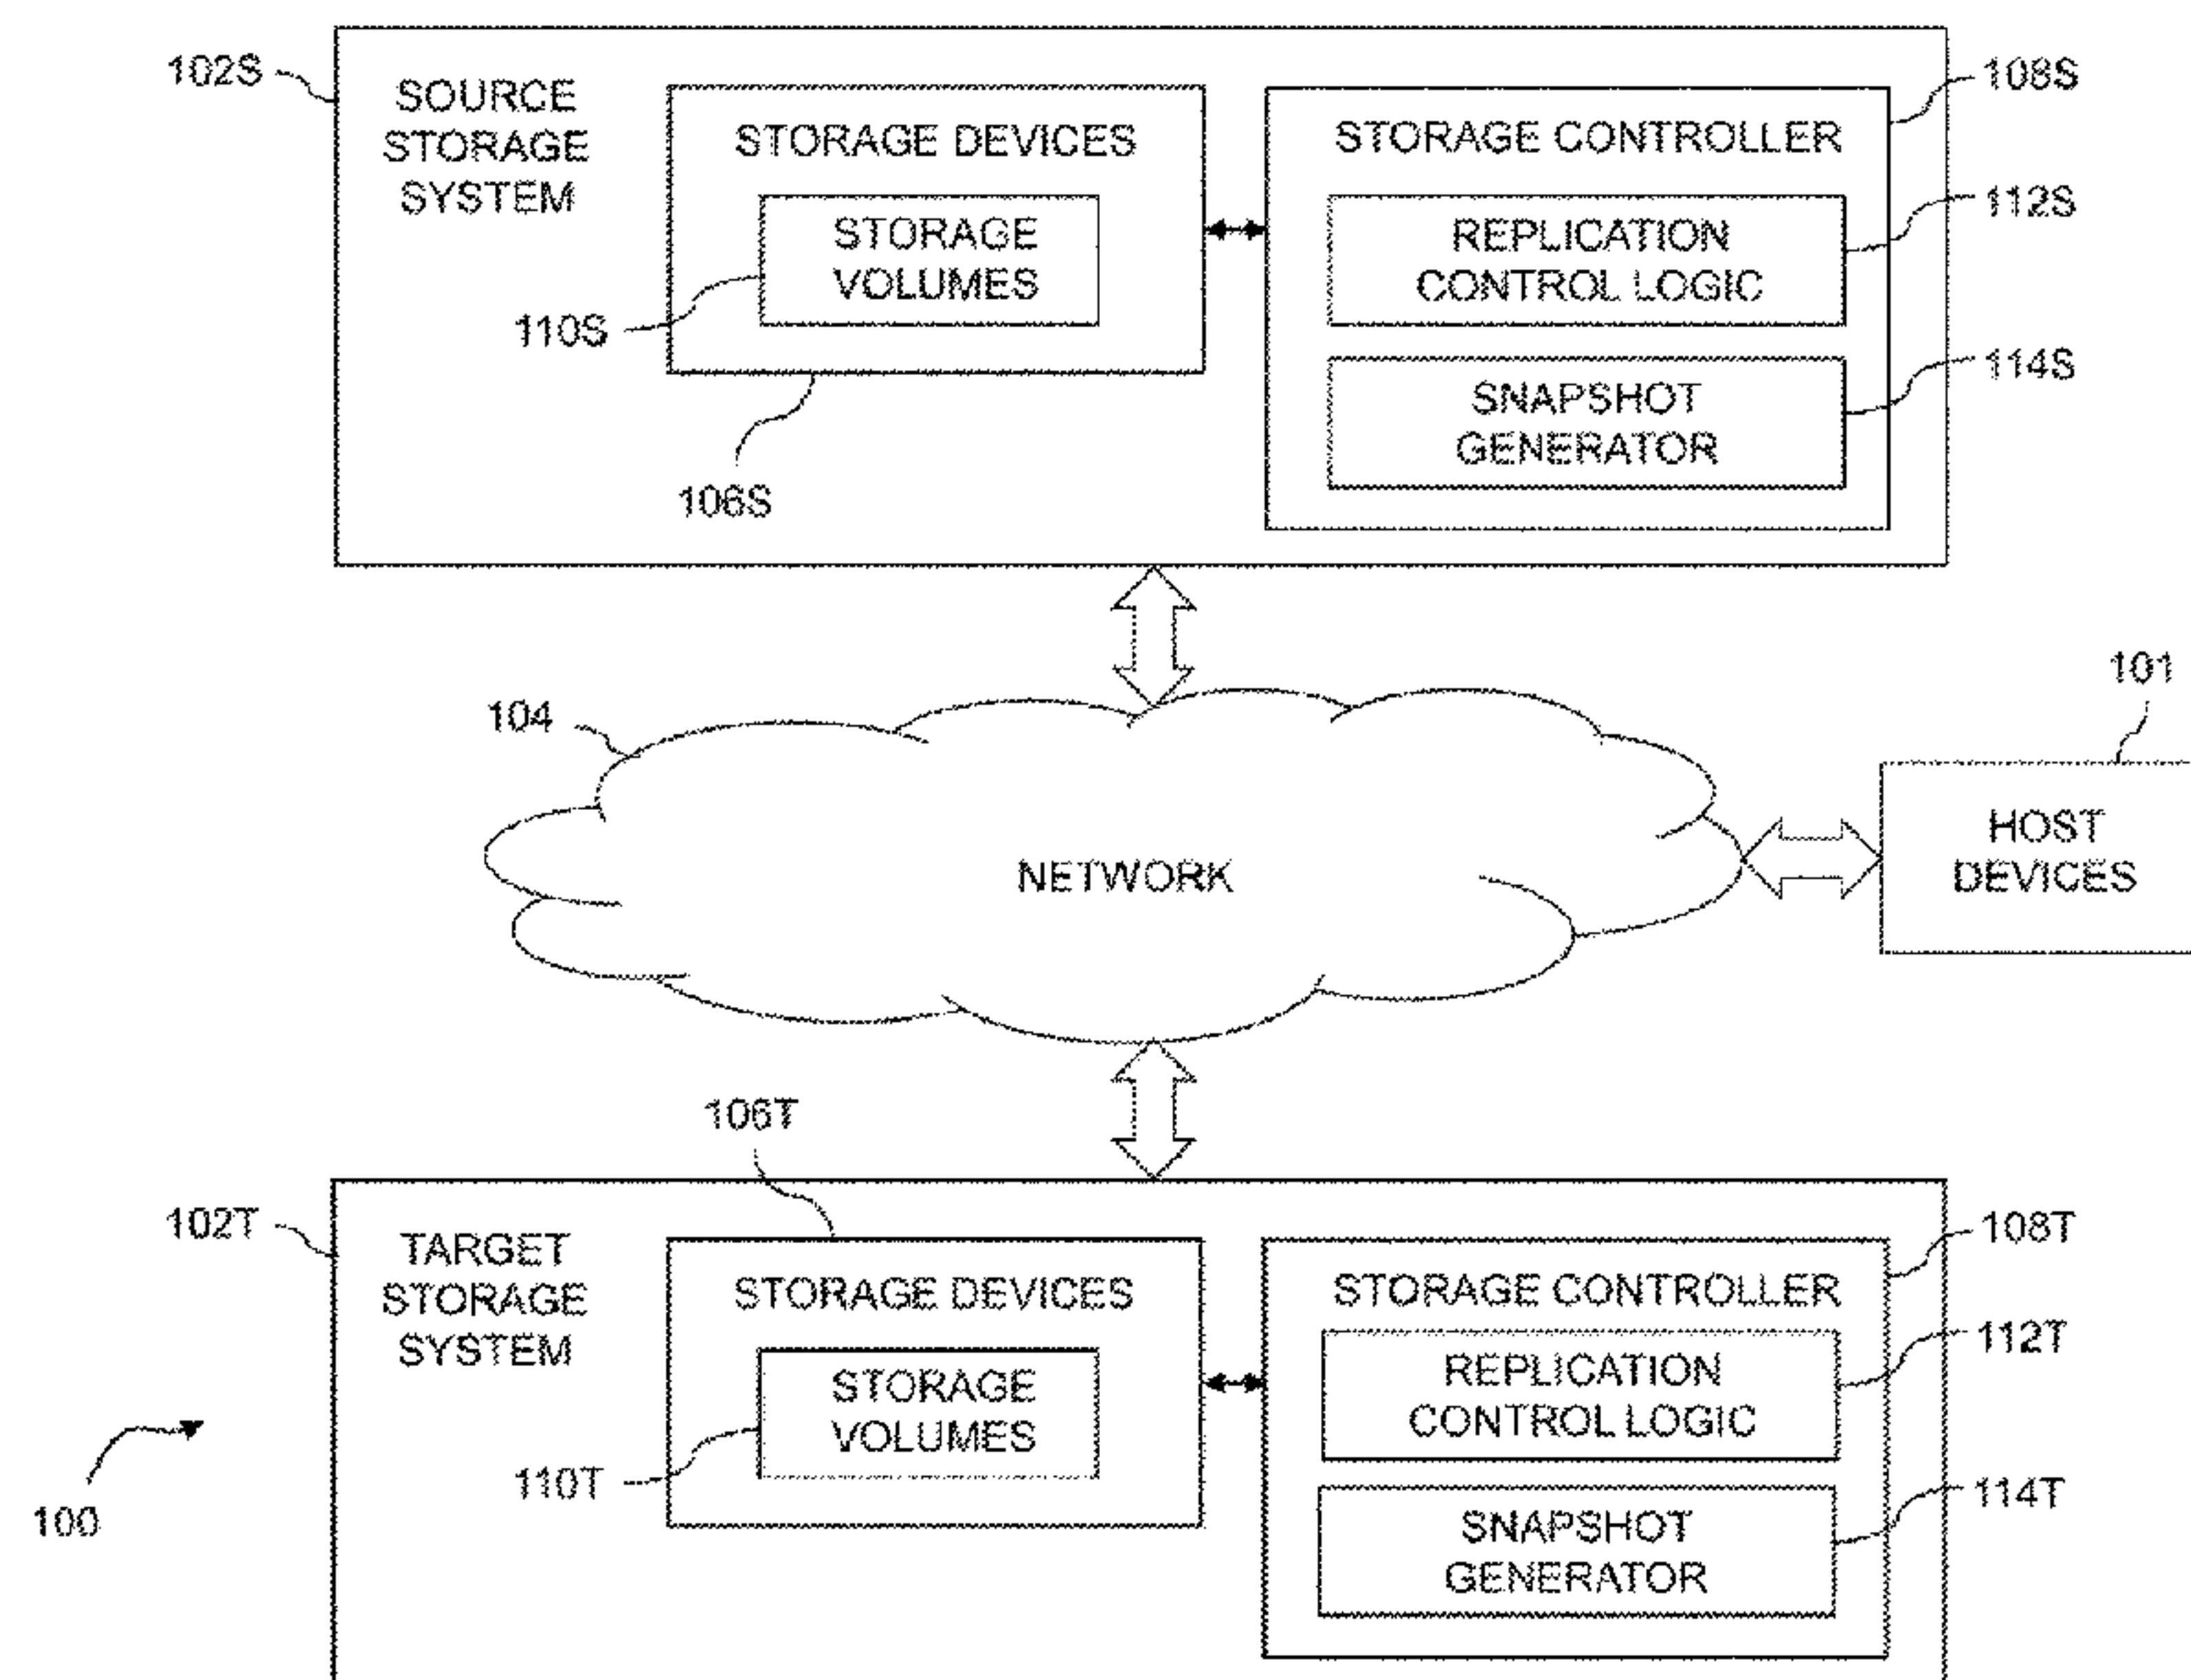 102S
SOURCE
STORAGE
SYSTEM
STORAGE DEVICES
STORAGE
VOLUMES
110S
106S
STORAGE CONTROLLER
108S
REPLICATION
CONTROL LOGIC
112S
SNAPSHOT
GENERATOR
114S
104
NETWORK
101
HOST
DEVICES
106T
102T
TARGET
STORAGE
SYSTEM
STORAGE DEVICES
STORAGE
VOLUMES
110T
STORAGE CONTROLLER
108T
REPLICATION
CONTROL LOGIC
112T
SNAPSHOT
GENERATOR
114T
100